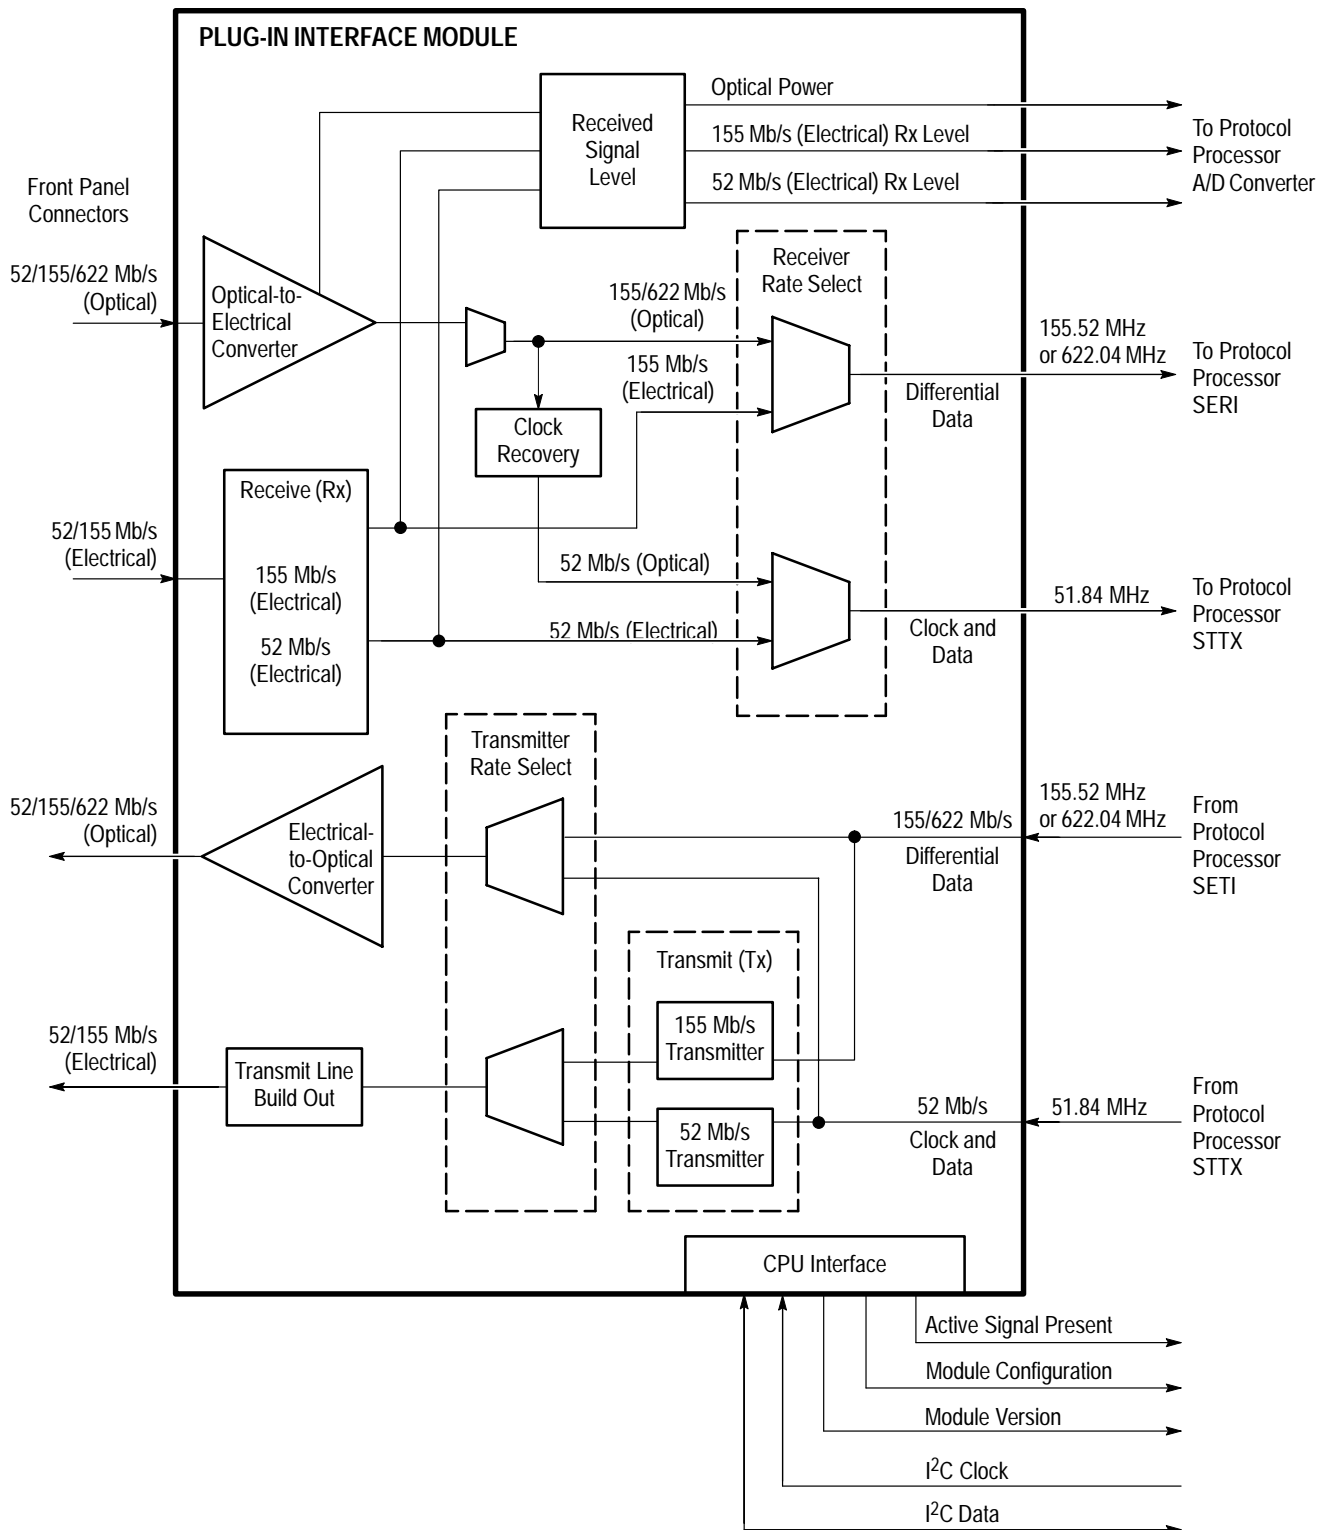 PLUG-IN INTERFACE MODULE
Optical Power
155 Mb/s (Electrical) Rx Level
52 Mb/s (Electrical) Rx Level
Received
Signal
Level
To Protocol
Processor
A/D Converter
Front Panel
Connectors
52/155/622 Mb/s
(Optical)
Optical-to-
Electrical
Converter
155/622 Mb/s
(Optical)
155 Mb/s
(Electrical)
Receiver
Rate Select
155.52 MHz
or 622.04 MHz
Differential
Data
To Protocol
Processor
SERI
Clock
Recovery
52/155 Mb/s
(Electrical)
Receive (Rx)
155 Mb/s
(Electrical)
52 Mb/s
(Electrical)
52 Mb/s (Optical)
52 Mb/s (Electrical)
51.84 MHz
Clock and
Data
To Protocol
Processor
STTX
Transmitter
Rate Select
52/155/622 Mb/s
(Optical)
Electrical-
to-Optical
Converter
155/622 Mb/s
Differential
Data
155.52 MHz
or 622.04 MHz
From
Protocol
Processor
SETI
Transmit (Tx)
155 Mb/s
Transmitter
52 Mb/s
Transmitter
52/155 Mb/s
(Electrical)
Transmit Line
Build Out
52 Mb/s
Clock and
Data
51.84 MHz
From
Protocol
Processor
STTX
CPU Interface
Active Signal Present
Module Configuration
Module Version
I2C Clock
I2C Data